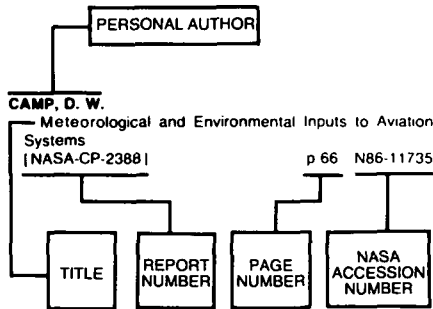 PERSONAL AUTHOR
CAMP, D. W.
Meteorological and Environmental Inputs to Aviation
Systems
[NASA-CP-2388] p 66 N86-11735
TITLE
REPORT
NUMBER
PAGE
NUMBER
NASA
ACCESSION
NUMBER